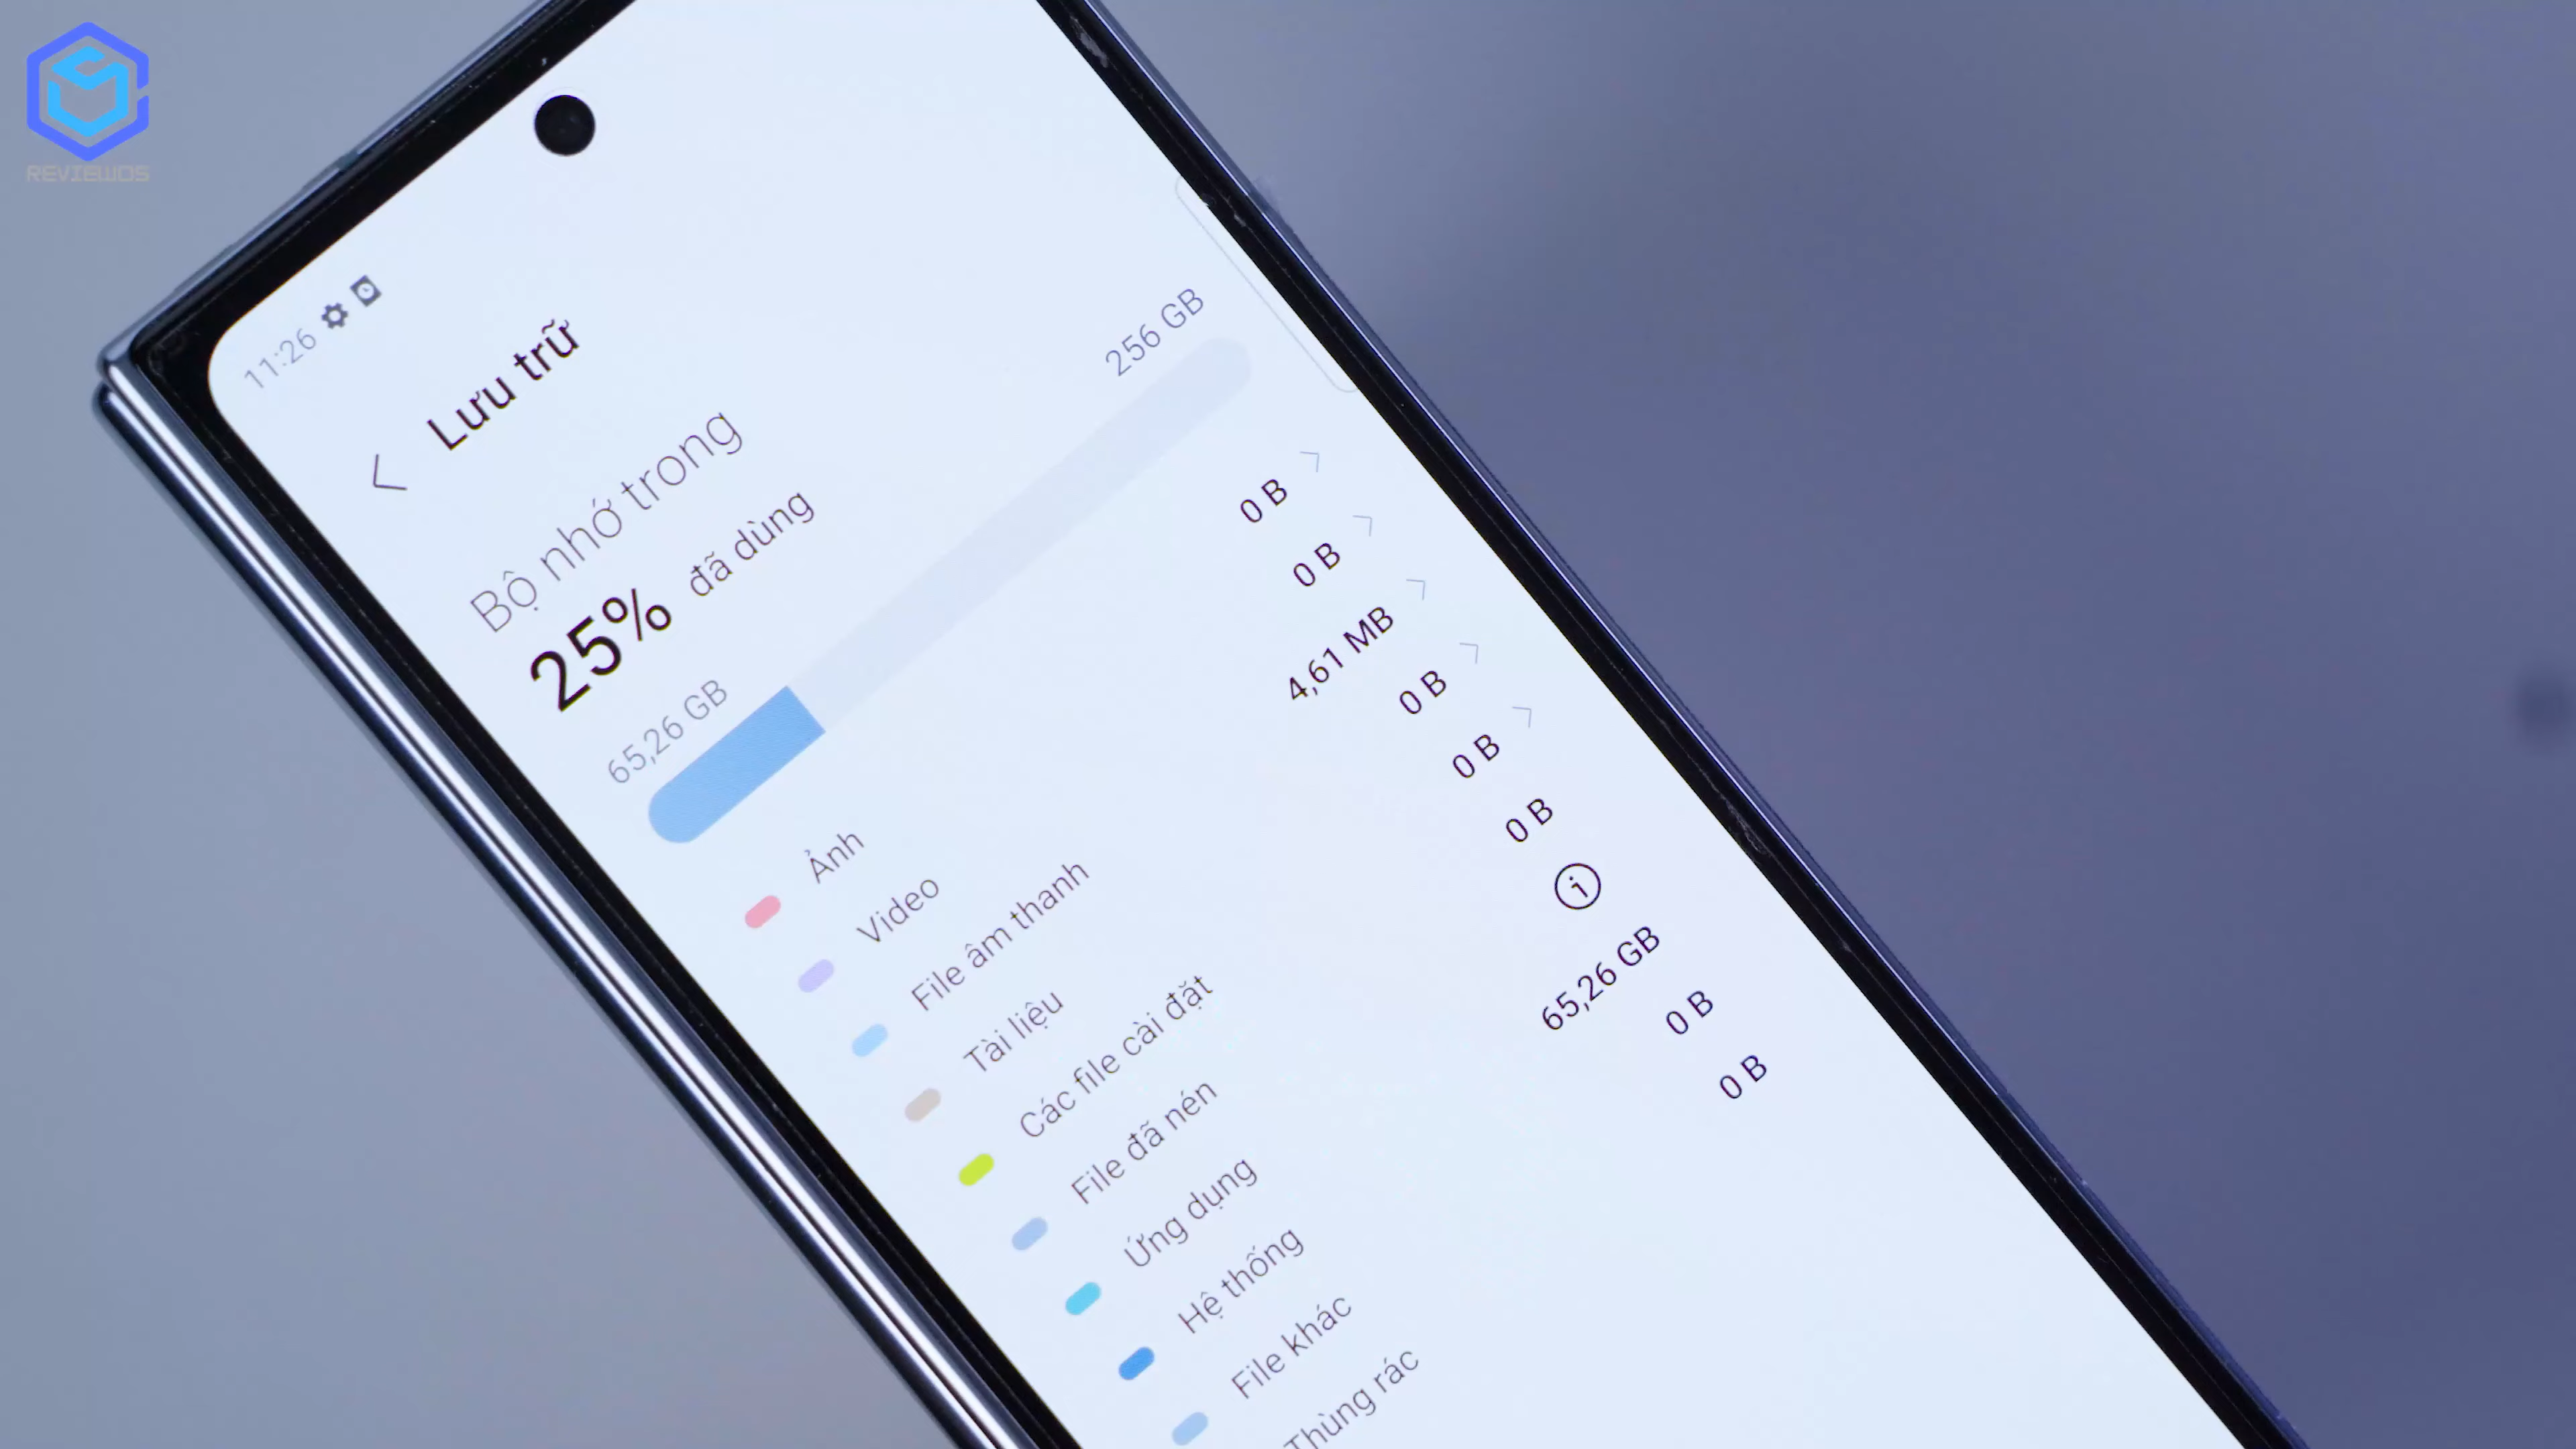 REVIEWDS
11:26
Lưu trữ
Bộ nhớ trong
25% đã dùng
65,26 GB 256 GB
Ảnh 0 B
Video 0 B
File âm thanh 4,61 MB
Tài liệu 0 B
Các file cài đặt 0 B
File đã nén 0 B
Ứng dụng
Hệ thống 65,26 GB
File khác 0 B
Thùng rác 0 B